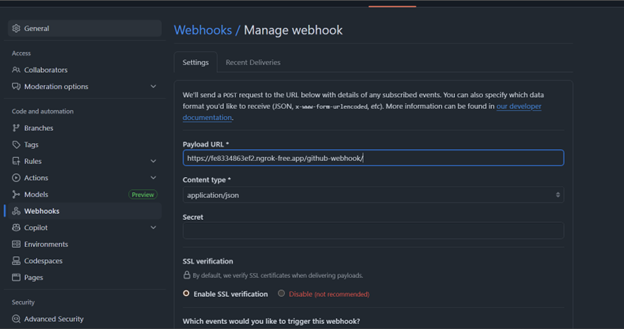 General
Webhooks / Manage webhook
Access
Collaborators
Moderation options
Code and automation
Branches
Tags
Rules
Actions
Models Preview
Webhooks
Copilot
Environments
Codespaces
Pages
Security
Advanced Security
Settings Recent Deliveries
We'll send a POST request to the URL below with details of any subscribed events. You can also specify which data
format you'd like to receive (JSON, x-www-form-urlencoded, etc). More information can be found in our developer
documentation.
Payload URL *
https://fe8334863ef2.ngrok-free.app/github-webhook/
Content type *
application/json
Secret
SSL verification
By default, we verify SSL certificates when delivering payloads.
Enable SSL verification Disable (not recommended)
Which events would you like to trigger this webhook?